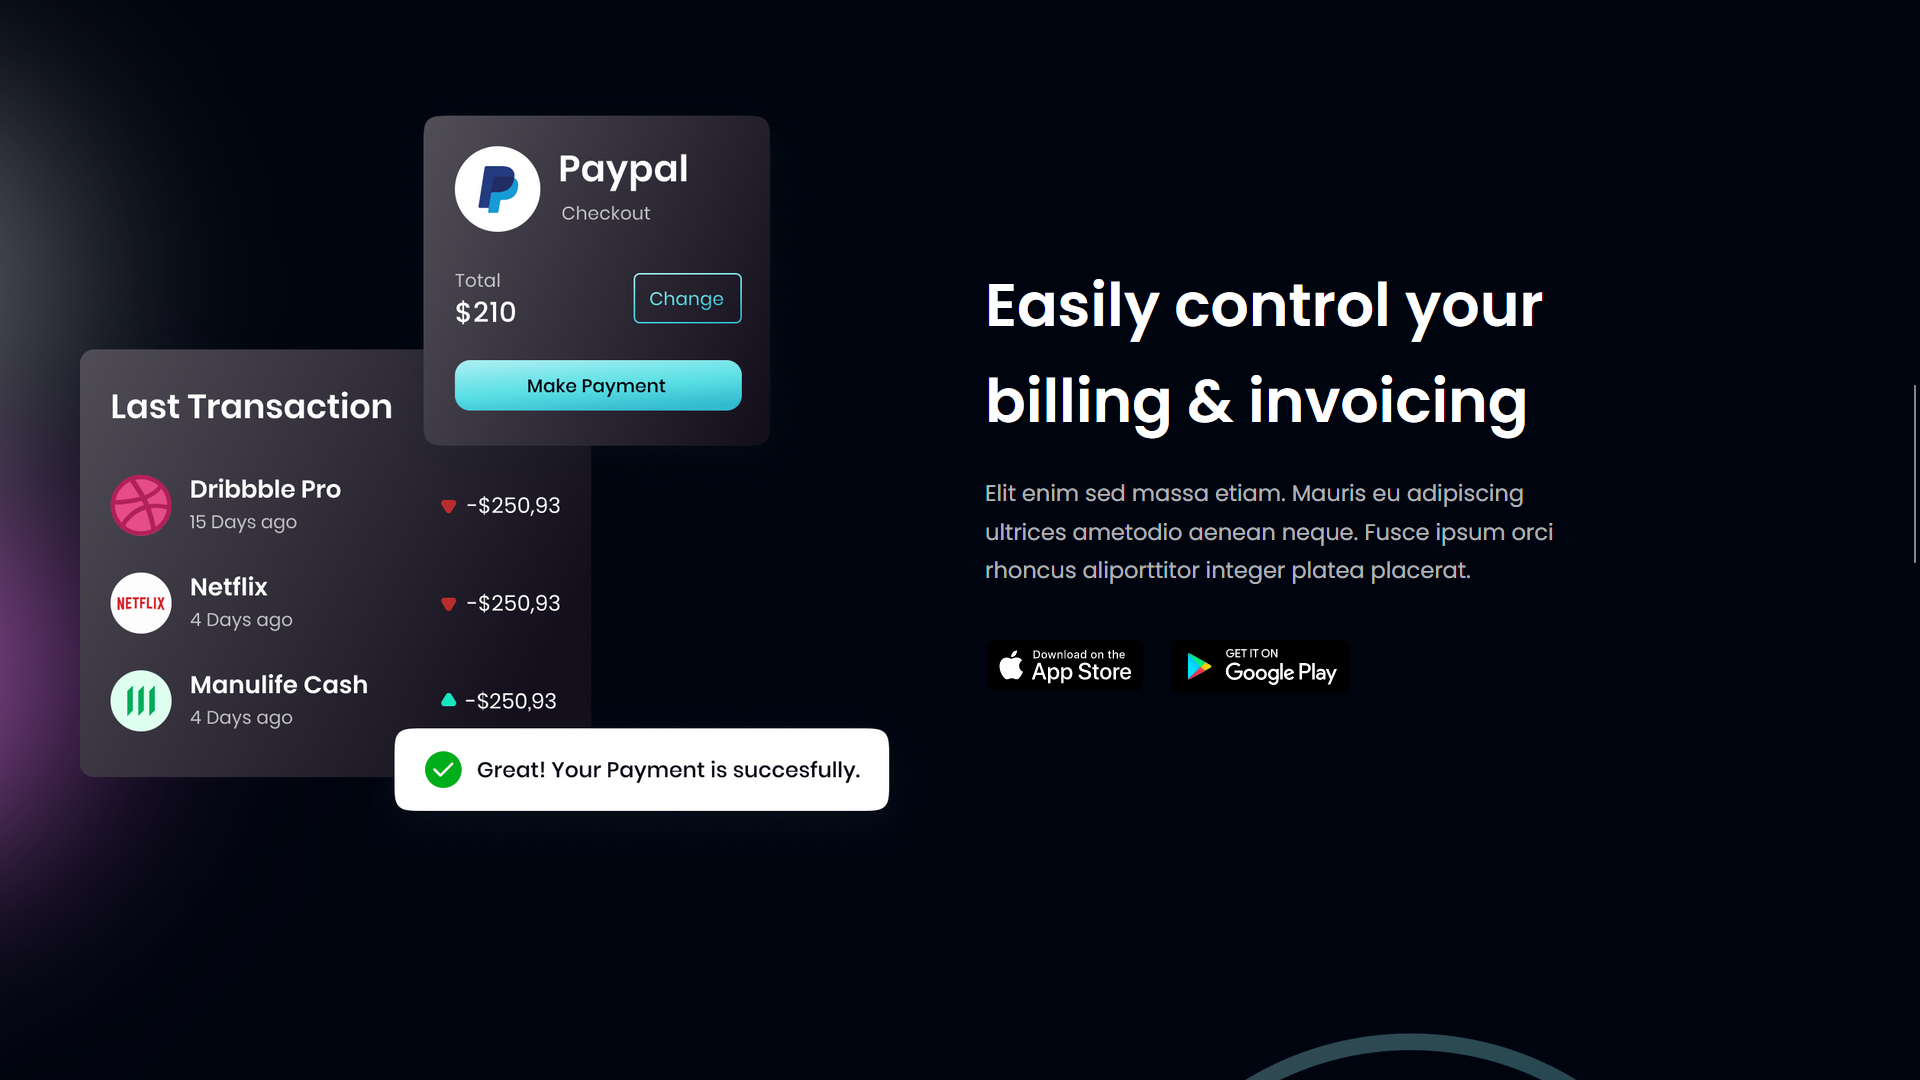 Paypal
Checkout
Total
$210
Change
Make Payment
Last Transaction
Dribbble Pro
15 Days ago
-$250,93
NETFLIX
Netflix
4 Days ago
-$250,93
Manulife Cash
4 Days ago
-$250,93
Great! Your Payment is succesfully.
Easily control your
billing & invoicing
Elit enim sed massa etiam. Mauris eu adipiscing
ultrices ametodio aenean neque. Fusce ipsum orci
rhoncus aliporttitor integer platea placerat.
Download on the
App Store
GET IT ON
Google Play